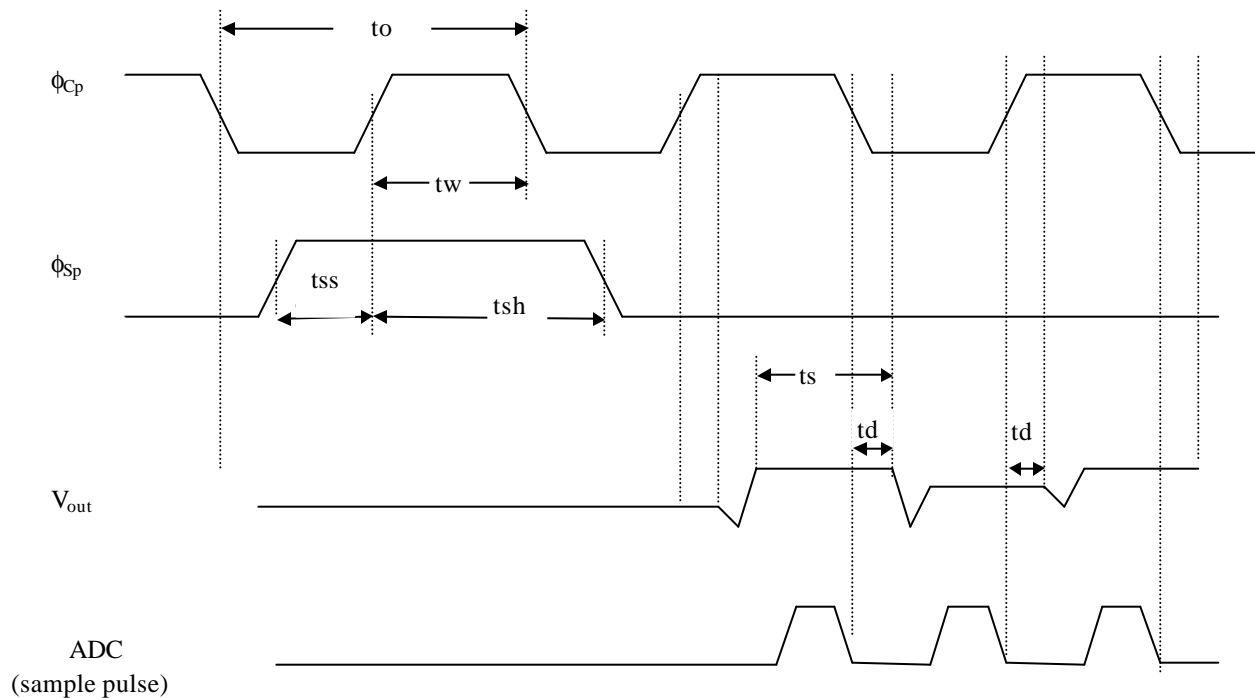 to
ϕCp
tw
ϕSp
tss
tsh
ts
td
td
Vout
ADC
(sample pulse)